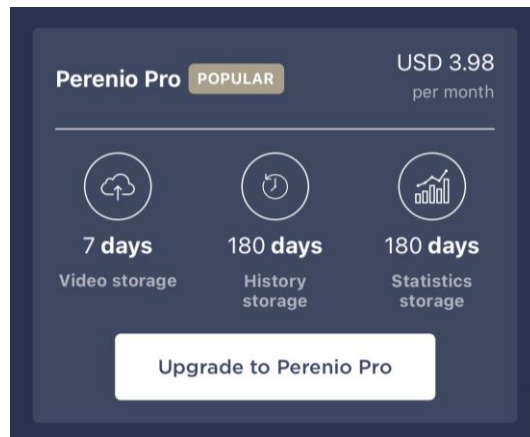 Perenio Pro POPULAR
USD 3.98
per month
7 days
Video storage
180 days
History
storage
180 days
Statistics
storage
Upgrade to Perenio Pro